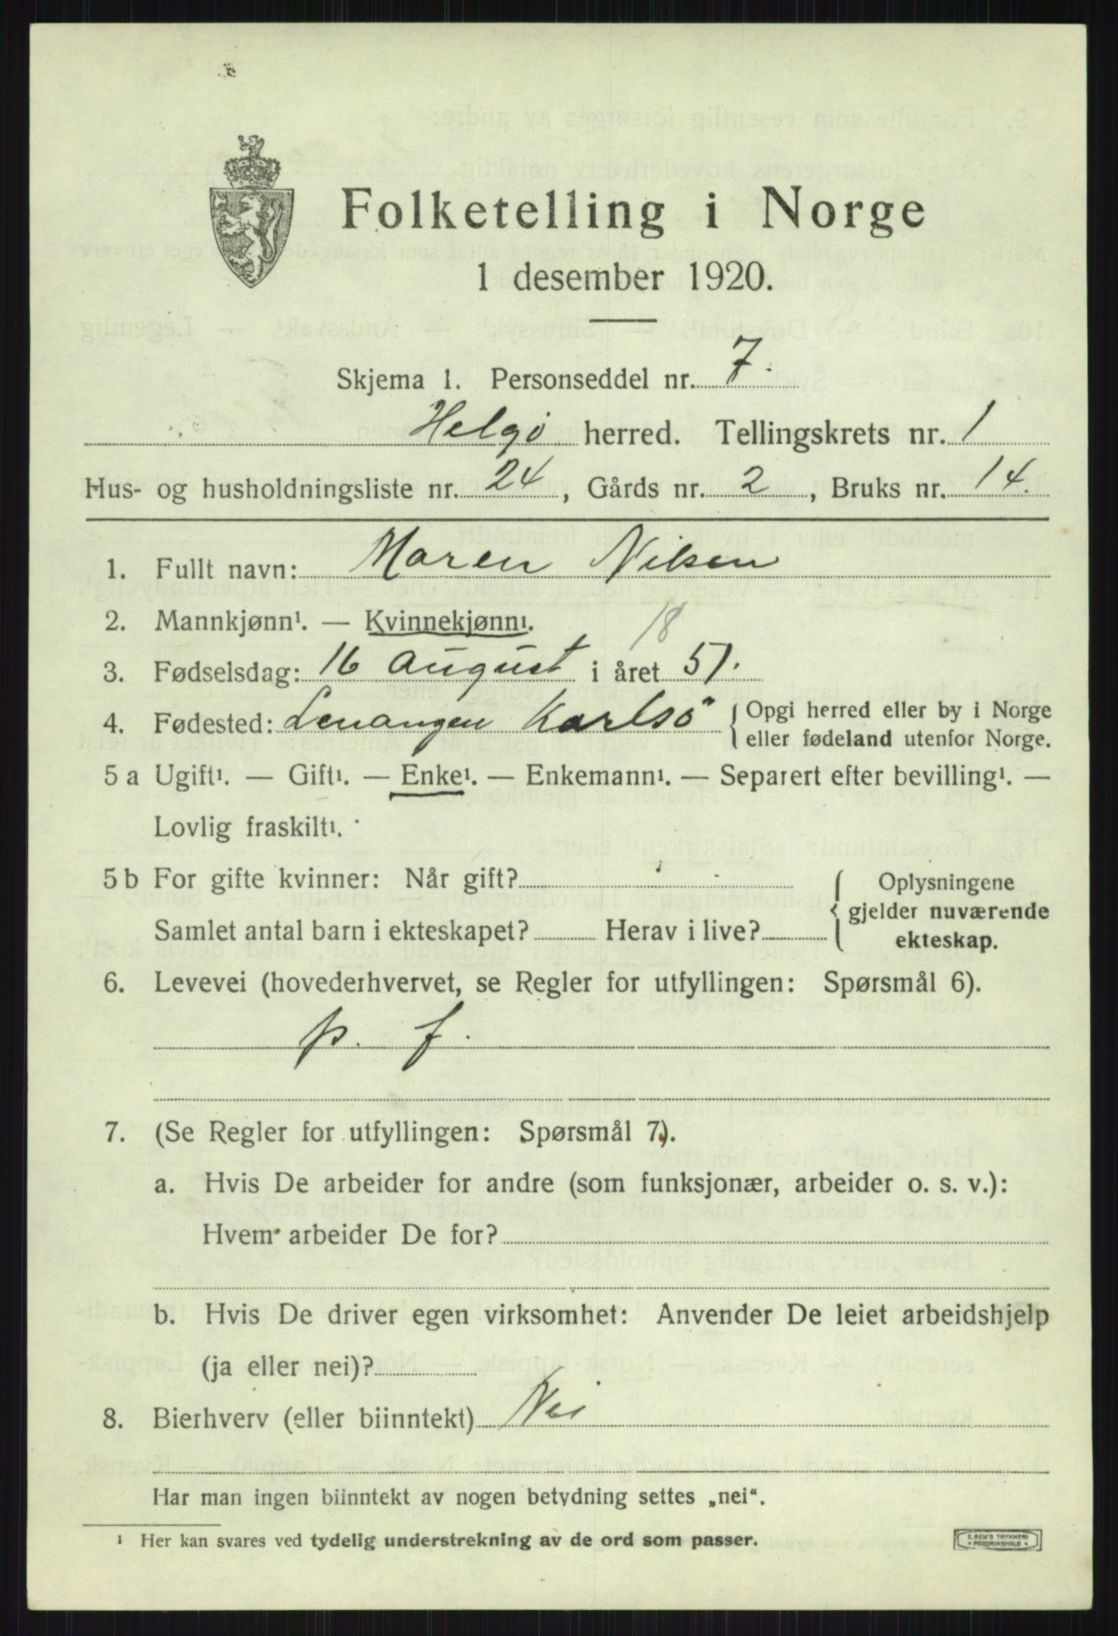 Folketelling i Norge
1 desember 1920.
Skjema 1. Personseddel nr. 7.
Helgö herred. Tellingskrets nr. 1
Hus- og husholdningsliste nr. 24, Gårds nr. 2, Bruks nr. 14.
1. Fullt navn: Maren Nilsen
2. Mannkjønn¹. — Kvinnekjønn¹.
18
3. Fødselsdag: 16 august i året 51.
4. Fødested: Lenangen Karlsö { Opgi herred eller by i Norge
eller fødeland utenfor Norge.
5 a Ugift¹. — Gift¹. — Enke¹. — Enkemann¹. — Separert efter bevilling¹. —
Lovlig fraskilt¹.
5 b For gifte kvinner: Når gift? { Oplysningene
gjelder nuværende
Samlet antal barn i ekteskapet? Herav i live? ekteskap.
6. Levevei (hovederhvervet, se Regler for utfyllingen: Spørsmål 6).
p. f.
7. (Se Regler for utfyllingen: Spørsmål 7).
a. Hvis De arbeider for andre (som funksjonær, arbeider o. s. v.):
Hvem arbeider De for?
b. Hvis De driver egen virksomhet: Anvender De leiet arbeidshjelp
(ja eller nei)?
8. Bierhverv (eller biinntekt) Nei
Har man ingen biinntekt av nogen betydning settes „nei“.
¹ Her kan svares ved tydelig understrekning av de ord som passer.
E. SEM'S TRYKKERI
FREDRIKSHALD